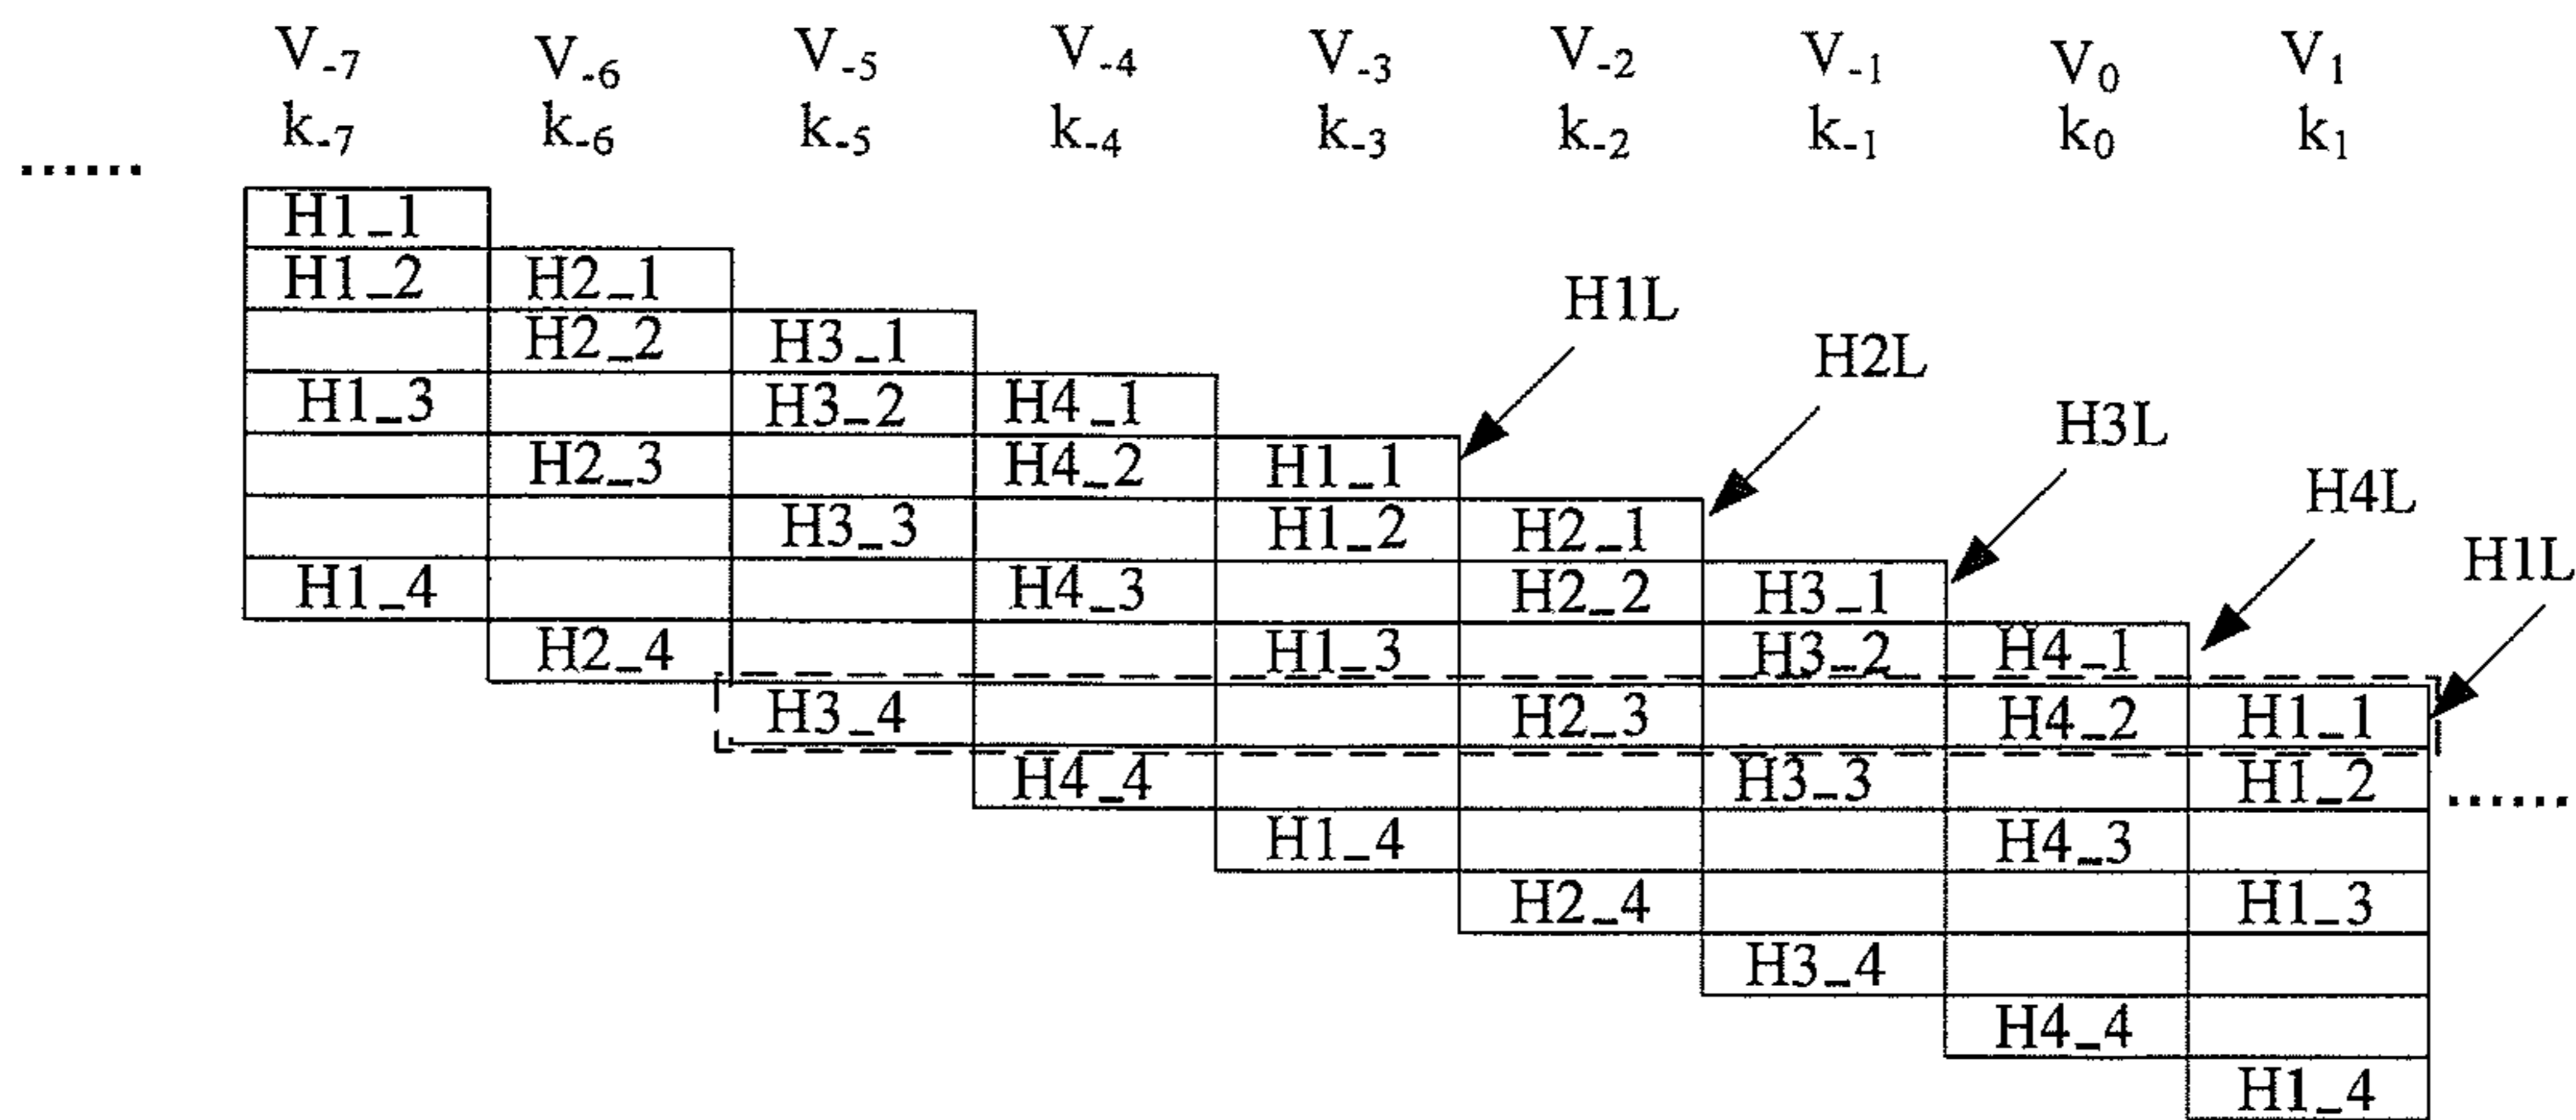 V-7 V-6 V-5 V-4 V-3 V-2 V-1 V0 V1
k-7 k-6 k-5 k-4 k-3 k-2 k-1 k0 k1
......
H1_1
H1_2 H2_1
H1L
H2_2 H3_1
H2L
H1_3 H3_2 H4_1
H3L
H2_3 H4_2 H1_1
H4L
H3_3 H1_2 H2_1
H1L
H1_4 H4_3 H2_2 H3_1
H2_4 H1_3 H3_2 H4_1
H3_4 H2_3 H4_2 H1_1
H4_4 H3_3 H1_2
......
H1_4 H4_3
H2_4 H1_3
H3_4
H4_4
H1_4